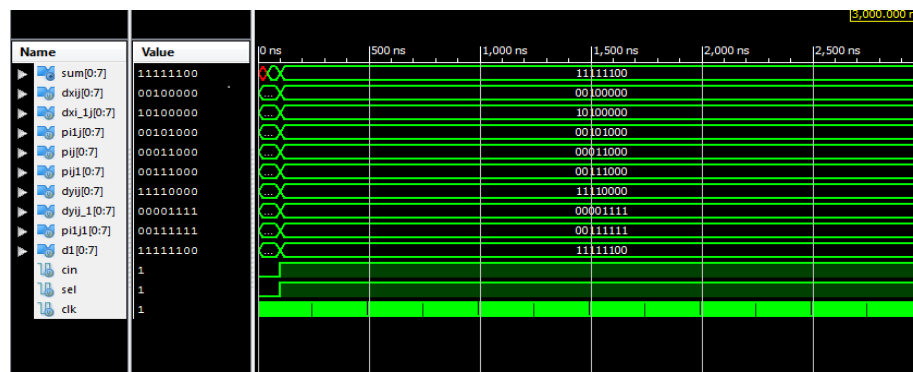 3,000.000 n
Name Value 0 ns 500 ns 1,000 ns 1,500 ns 2,000 ns 2,500 ns
sum[0:7] 11111100 11111100
dxij[0:7] 00100000 ... 00100000
dxi_1j[0:7] 10100000 ... 10100000
pi1j[0:7] 00101000 ... 00101000
pij[0:7] 00011000 ... 00011000
pij1[0:7] 00111000 ... 00111000
dyij[0:7] 11110000 ... 11110000
dyij_1[0:7] 00001111 ... 00001111
pi1j1[0:7] 00111111 ... 00111111
d1[0:7] 11111100 ... 11111100
cin 1
sel 1
clk 1